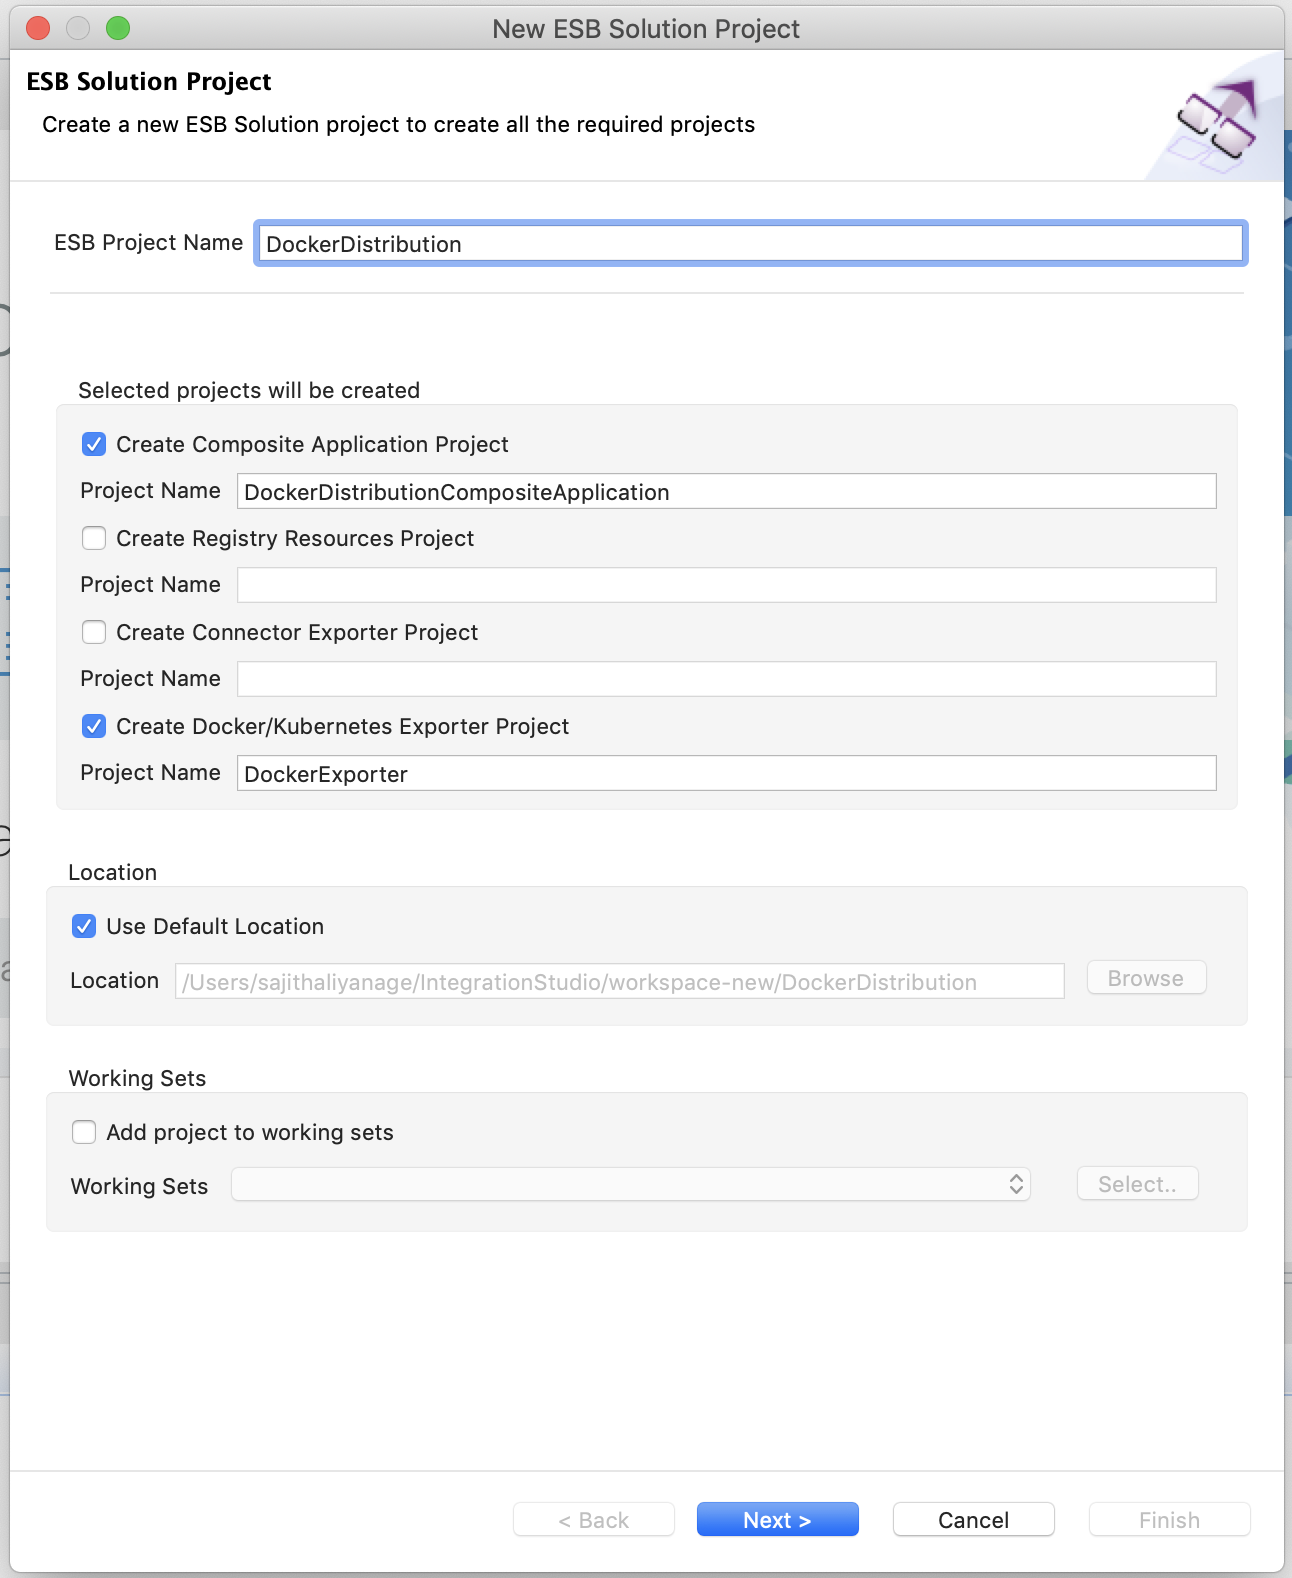 New ESB Solution Project
ESB Solution Project
Create a new ESB Solution project to create all the required projects
ESB Project Name DockerDistribution
Selected projects will be created
Create Composite Application Project
Project Name DockerDistributionCompositeApplication
Create Registry Resources Project
Project Name
Create Connector Exporter Project
Project Name
Create Docker/Kubernetes Exporter Project
Project Name DockerExporter
Location
Use Default Location
Location /Users/sajithaliyanage/IntegrationStudio/workspace-new/DockerDistribution Browse
Working Sets
Add project to working sets
Working Sets Select..
< Back Next > Cancel Finish